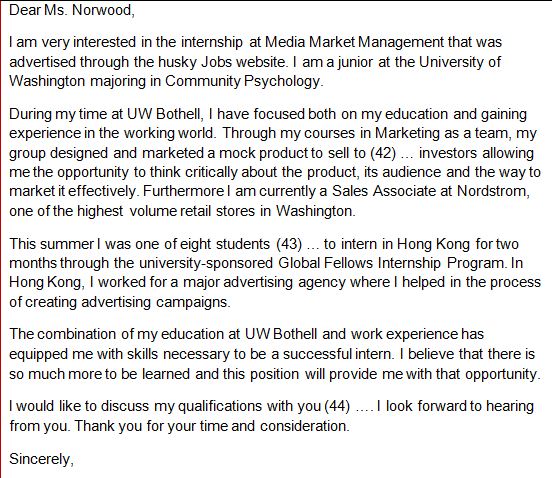 Dear Ms. Norwood,
I am very interested in the internship at Media Market Management that was
advertised through the husky Jobs website. I am a junior at the University of
Washington majoring in Community Psychology.
During my time at UW Bothell, I have focused both on my education and gaining
experience in the working world. Through my courses in Marketing as a team, my
group designed and marketed a mock product to sell to (42) … investors allowing
me the opportunity to think critically about the product, its audience and the way to
market it effectively. Furthermore I am currently a Sales Associate at Nordstrom,
one of the highest volume retail stores in Washington.
This summer I was one of eight students (43) … to intern in Hong Kong for two
months through the university-sponsored Global Fellows Internship Program. In
Hong Kong, I worked for a major advertising agency where I helped in the process
of creating advertising campaigns.
The combination of my education at UW Bothell and work experience has
equipped me with skills necessary to be a successful intern. I believe that there is
so much more to be learned and this position will provide me with that opportunity.
I would like to discuss my qualifications with you (44) …. I look forward to hearing
from you. Thank you for your time and consideration.
Sincerely,